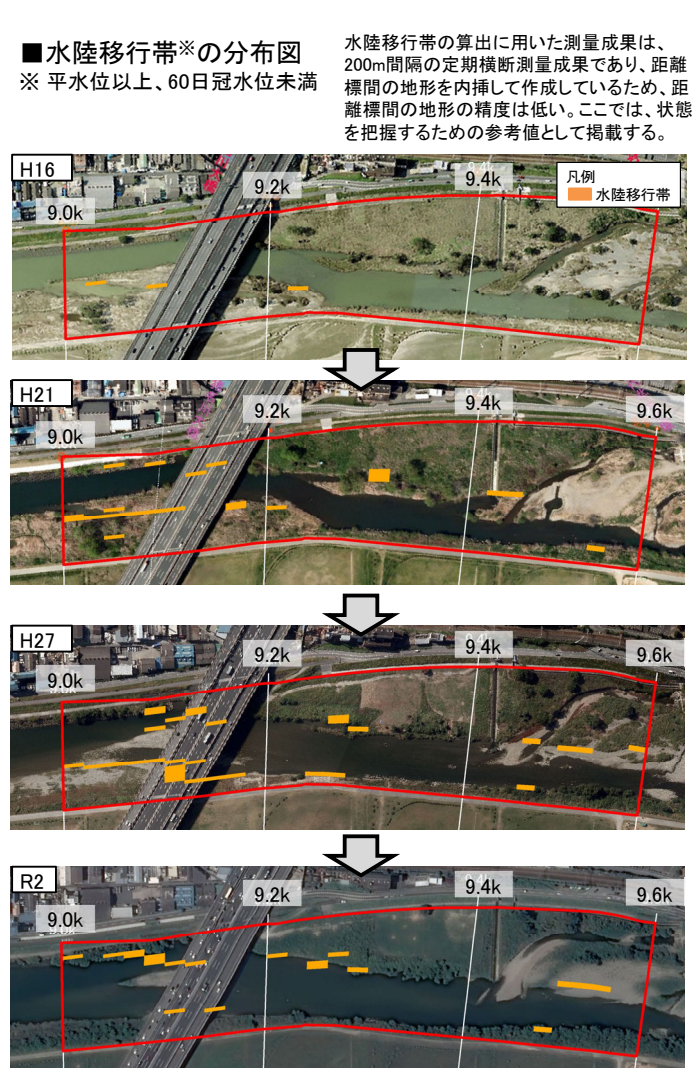 ■水陸移行帯※の分布図
※ 平水位以上、60日冠水位未満
水陸移行帯の算出に用いた測量成果は、
200m間隔の定期横断測量成果であり、距離
標間の地形を内挿して作成しているため、距
離標間の地形の精度は低い。ここでは、状態
を把握するための参考値として掲載する。
H16
9.0k
9.2k
9.4k
凡例
水陸移行帯
H21
9.0k
9.2k
9.4k
9.6k
H27
9.0k
9.2k
9.4k
9.6k
R2
9.0k
9.2k
9.4k
9.6k